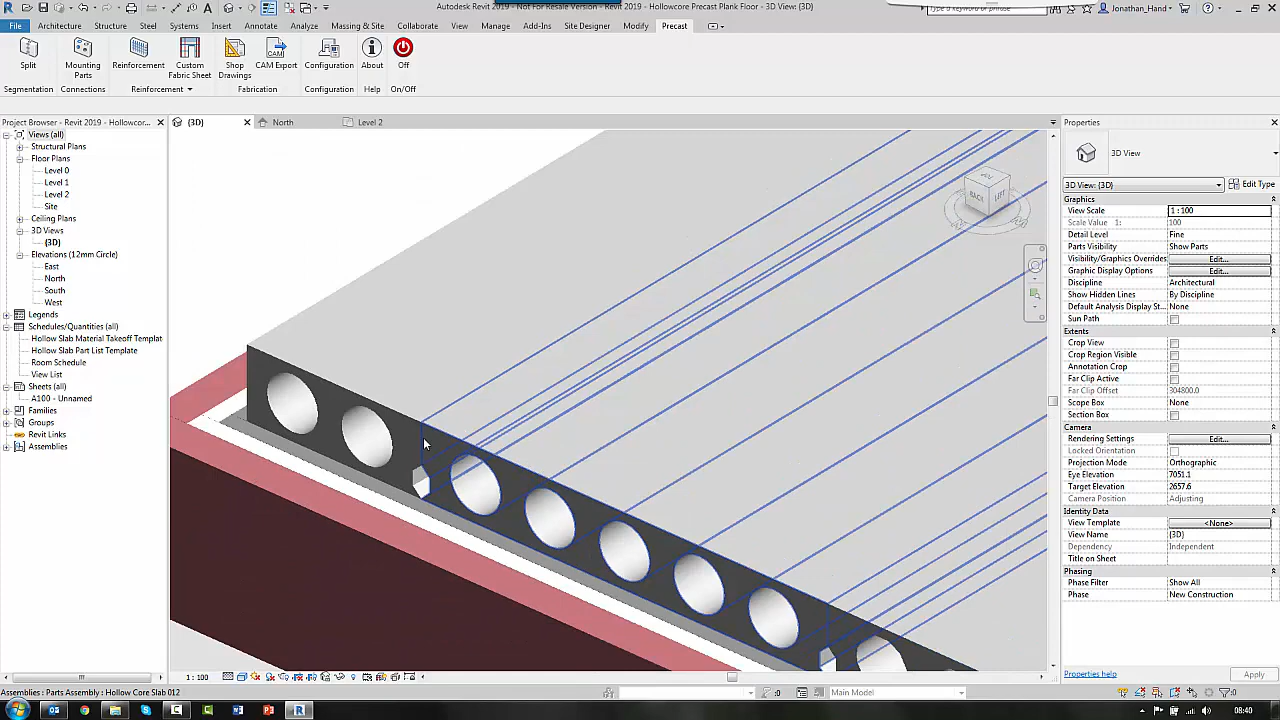 Autodesk Revit 2019 - Not For Resale Version - Hollowcore Precast Plank Floor - 3D View: {3D}
Type a keyword or phrase
Jonathan_Hand
File Architecture Structure Steel Systems Insert Annotate Analyze Massing & Site Collaborate View Manage Add-Ins Site Designer Modify Precast
Split
Mounting Parts
Reinforcement
Custom Fabric Sheet
Shop Drawings
CAM Export
Configuration
About
Off
Segmentation Connections Reinforcement Fabrication Configuration Help On/Off
Project Browser - Revit 2019 - Hollowcor...
{3D}
North
Level 2
Views (all)
Structural Plans
Floor Plans
Level 0
Level 1
Level 2
Site
Ceiling Plans
3D Views
{3D}
Elevations (12mm Circle)
East
North
South
West
Legends
Schedules/Quantities (all)
Hollow Slab Material Takeoff Templat
Hollow Slab Part List Template
Room Schedule
View List
Sheets (all)
A100 - Unnamed
Families
Groups
Revit Links
Assemblies
BACK
LEFT
Properties
3D View
3D View: {3D} Edit Type
Graphics
View Scale 1 : 100
Scale Value 1: 100
Detail Level Fine
Parts Visibility Show Parts
Visibility/Graphics Overrides Edit...
Graphic Display Options Edit...
Discipline Architectural
Show Hidden Lines By Discipline
Default Analysis Display St... None
Sun Path
Extents
Crop View
Crop Region Visible
Annotation Crop
Far Clip Active
Far Clip Offset 304800.0
Scope Box None
Section Box
Camera
Rendering Settings Edit...
Locked Orientation
Projection Mode Orthographic
Eye Elevation 7051.1
Target Elevation 2657.6
Camera Position Adjusting
Identity Data
View Template <None>
View Name {3D}
Dependency Independent
Title on Sheet
Phasing
Phase Filter Show All
Phase New Construction
Properties help
Apply
1 : 100
Assemblies : Parts Assembly : Hollow Core Slab 012
:0
Main Model
:0
08:40